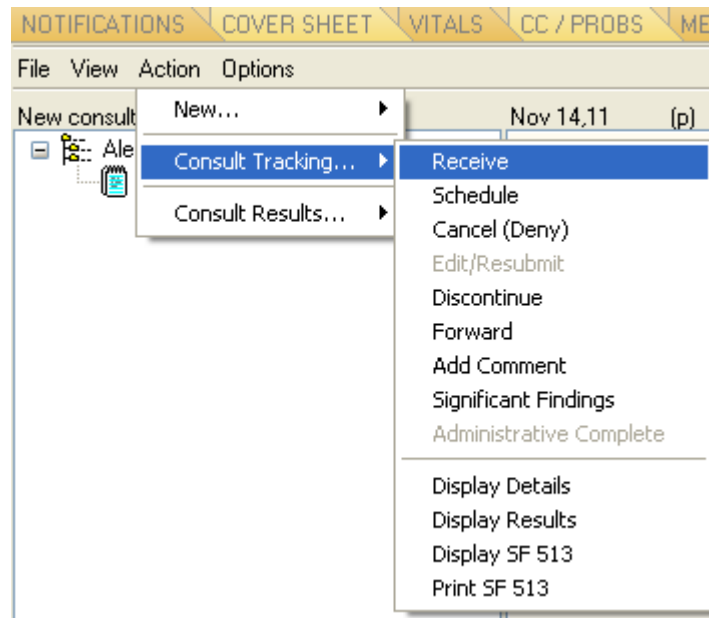 NOTIFICATIONS COVER SHEET VITALS CC / PROBS ME
File View Action Options
New consult Nov 14,11 (p)
Ale
New...
Consult Tracking...
Consult Results...
Receive
Schedule
Cancel (Deny)
Edit/Resubmit
Discontinue
Forward
Add Comment
Significant Findings
Administrative Complete
Display Details
Display Results
Display SF 513
Print SF 513